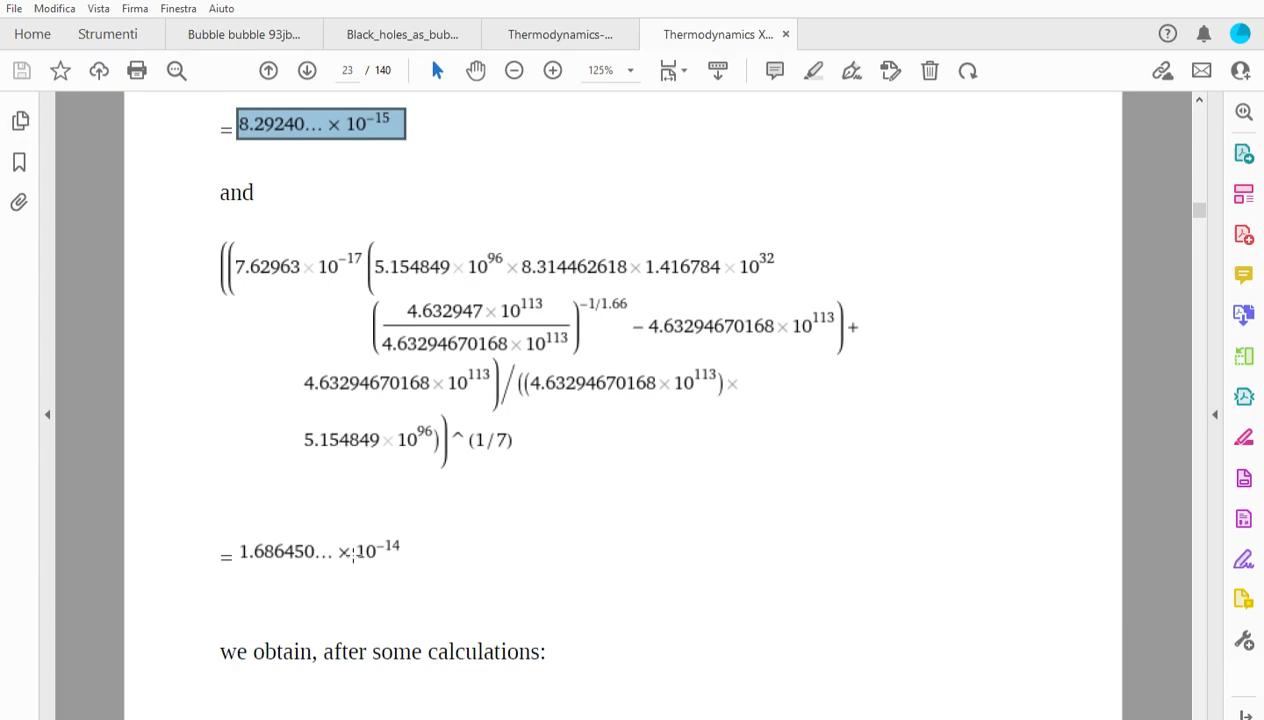 File Modifica Vista Firma Finestra Aiuto
Home Strumenti Bubble bubble 93jb... Black_holes_as_bub... Thermodynamics-... Thermodynamics X... ×
23 / 140 125%
= 8.29240... × 10^−15
and
((7.62963 × 10^−17 (5.154849 × 10^96 × 8.314462618 × 1.416784 × 10^32
(4.632947 × 10^113 / 4.63294670168 × 10^113)^−1/1.66 − 4.63294670168 × 10^113) +
4.63294670168 × 10^113) / ((4.63294670168 × 10^113) ×
5.154849 × 10^96)) ^ (1/7)
= 1.686450... × 10^−14
we obtain, after some calculations: